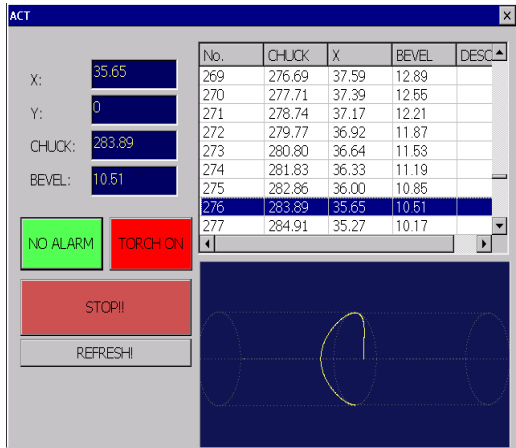 ACT
X: 35.65
Y: 0
CHUCK: 283.89
BEVEL: 10.51
NO ALARM TORCH ON
STOP!!
REFRESH!
No. CHUCK X BEVEL DESC
269 276.69 37.59 12.89
270 277.71 37.39 12.55
271 278.74 37.17 12.21
272 279.77 36.92 11.87
273 280.80 36.64 11.53
274 281.83 36.33 11.19
275 282.86 36.00 10.85
276 283.89 35.65 10.51
277 284.91 35.27 10.17